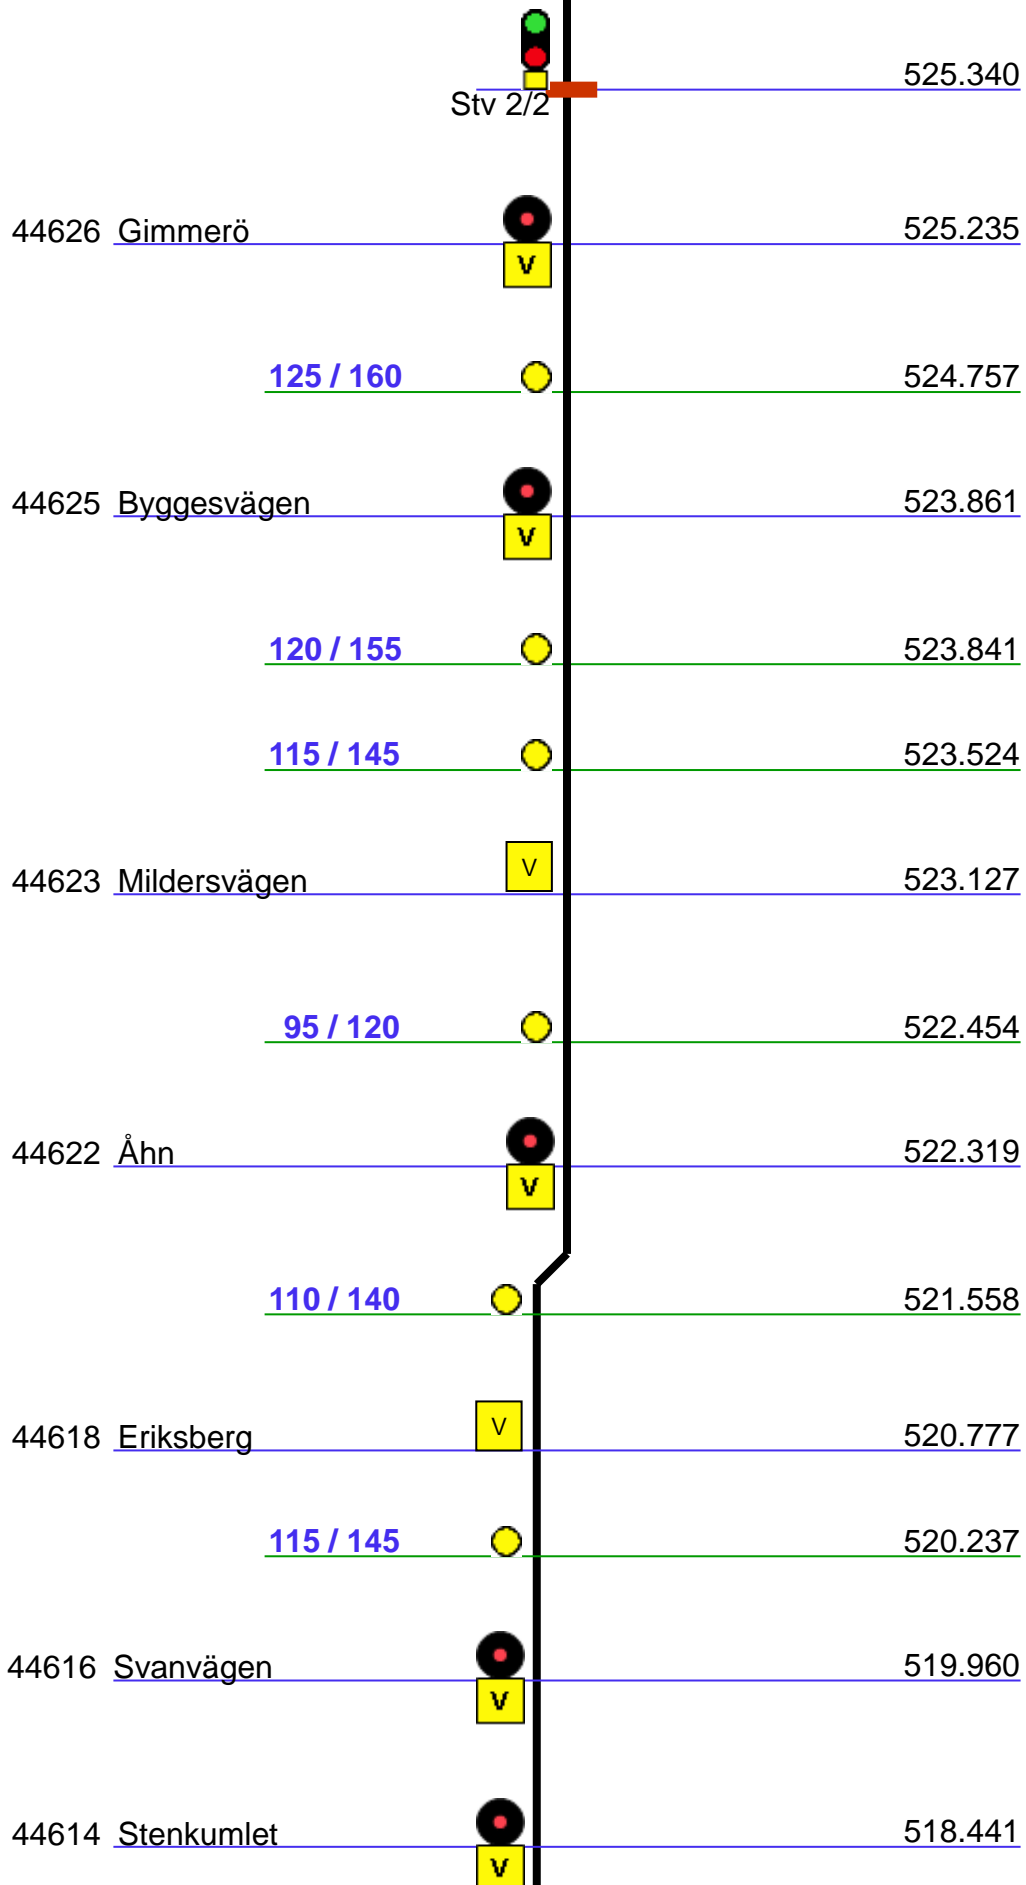 525.340
Stv 2/2
44626 Gimmerö 525.235
V
125 / 160 524.757
44625 Byggesvägen 523.861
V
120 / 155 523.841
115 / 145 523.524
V
44623 Mildersvägen 523.127
95 / 120 522.454
44622 Åhn 522.319
V
110 / 140 521.558
V
44618 Eriksberg 520.777
115 / 145 520.237
44616 Svanvägen 519.960
V
44614 Stenkumlet 518.441
V